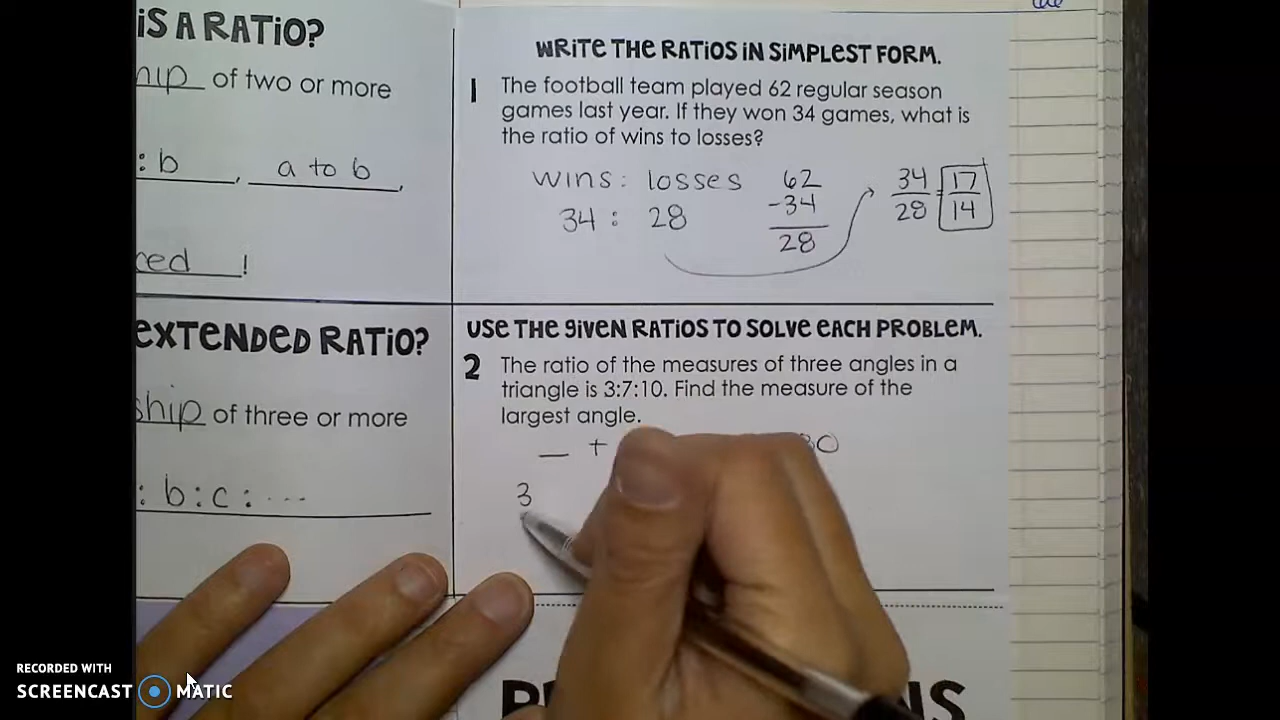 iS A RATiO?
hip of two or more
: b, a to b,
ced !
EXTENDED RATiO?
ship of three or more
: b : c : ...
WRITE THE RATIOS IN SIMPLEST FORM.
1 The football team played 62 regular season
games last year. If they won 34 games, what is
the ratio of wins to losses?
wins : losses
34 : 28
62
-34
28
34/28 = 17/14
USE THE GIVEN RATIOS TO SOLVE EACH PROBLEM.
2 The ratio of the measures of three angles in a
triangle is 3:7:10. Find the measure of the
largest angle.
_ +
3
RECORDED WITH
SCREENCAST MATIC